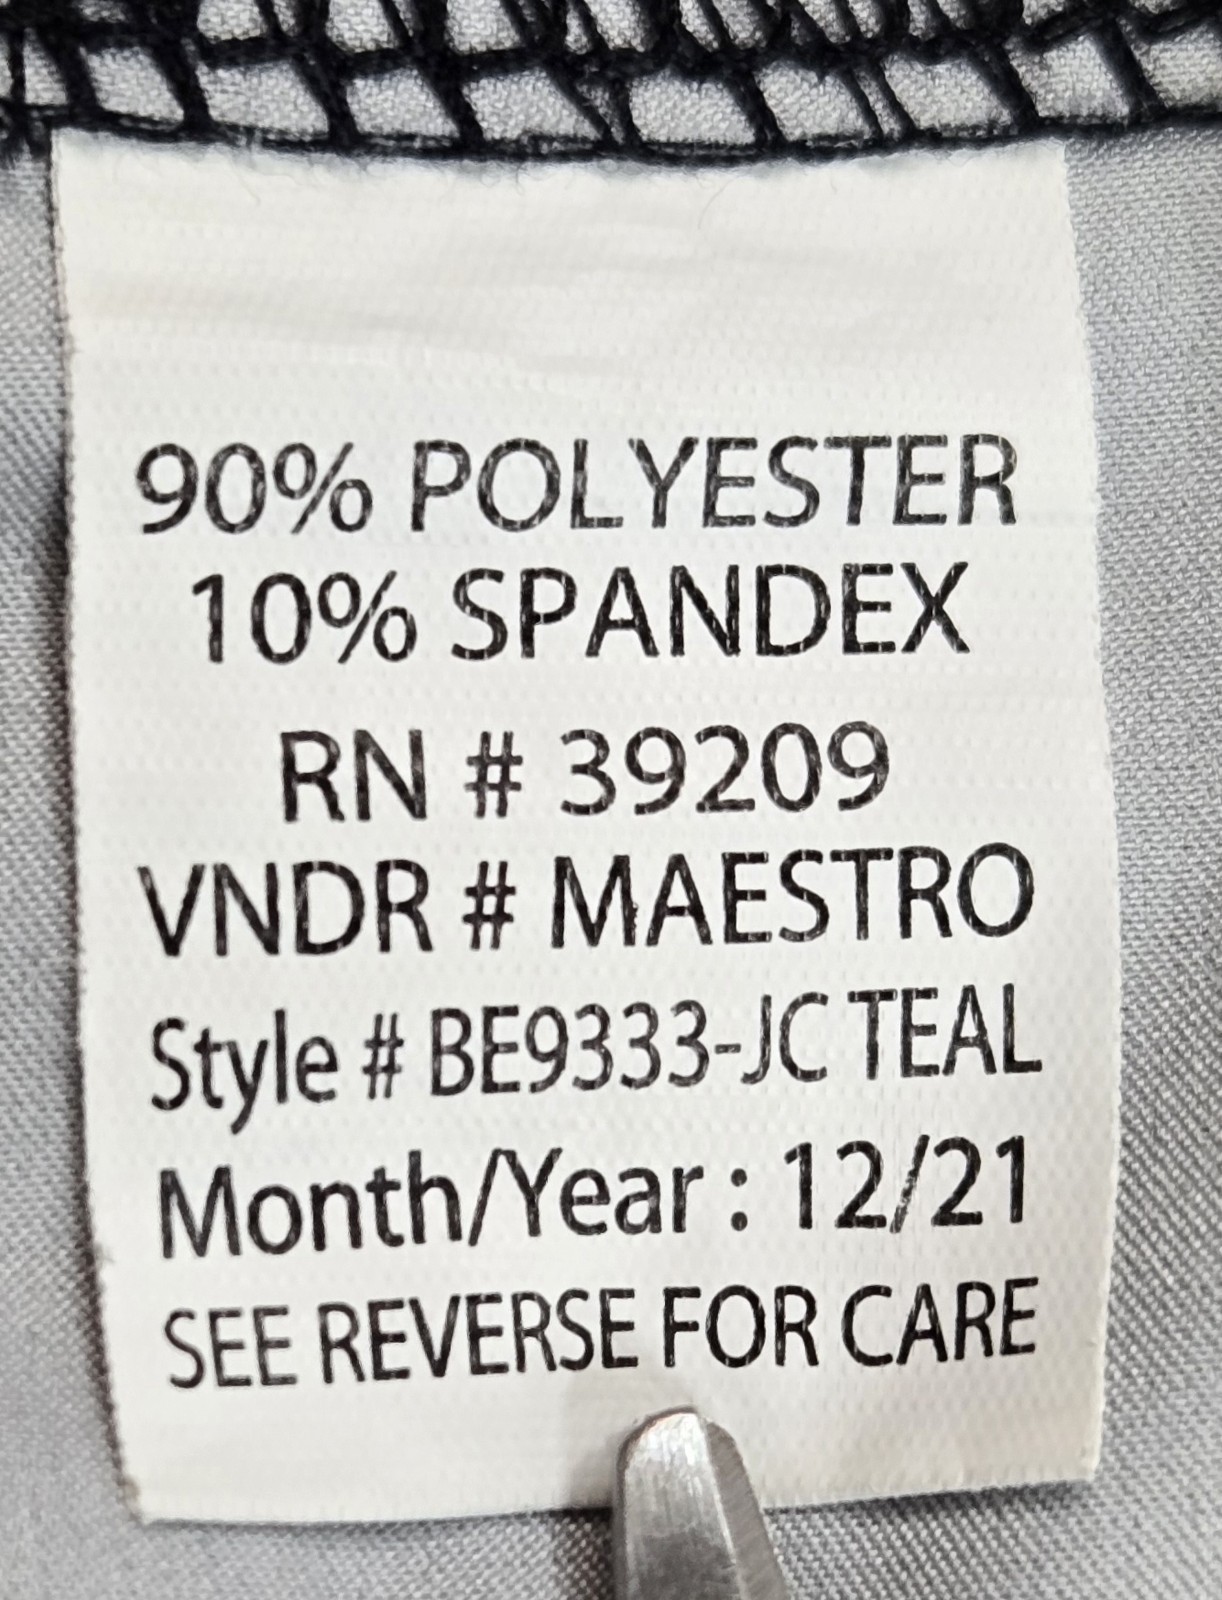 90% POLYESTER
10% SPANDEX
RN # 39209
VNDR # MAESTRO
Style # BE9333-JC TEAL
Month/Year : 12/21
SEE REVERSE FOR CARE